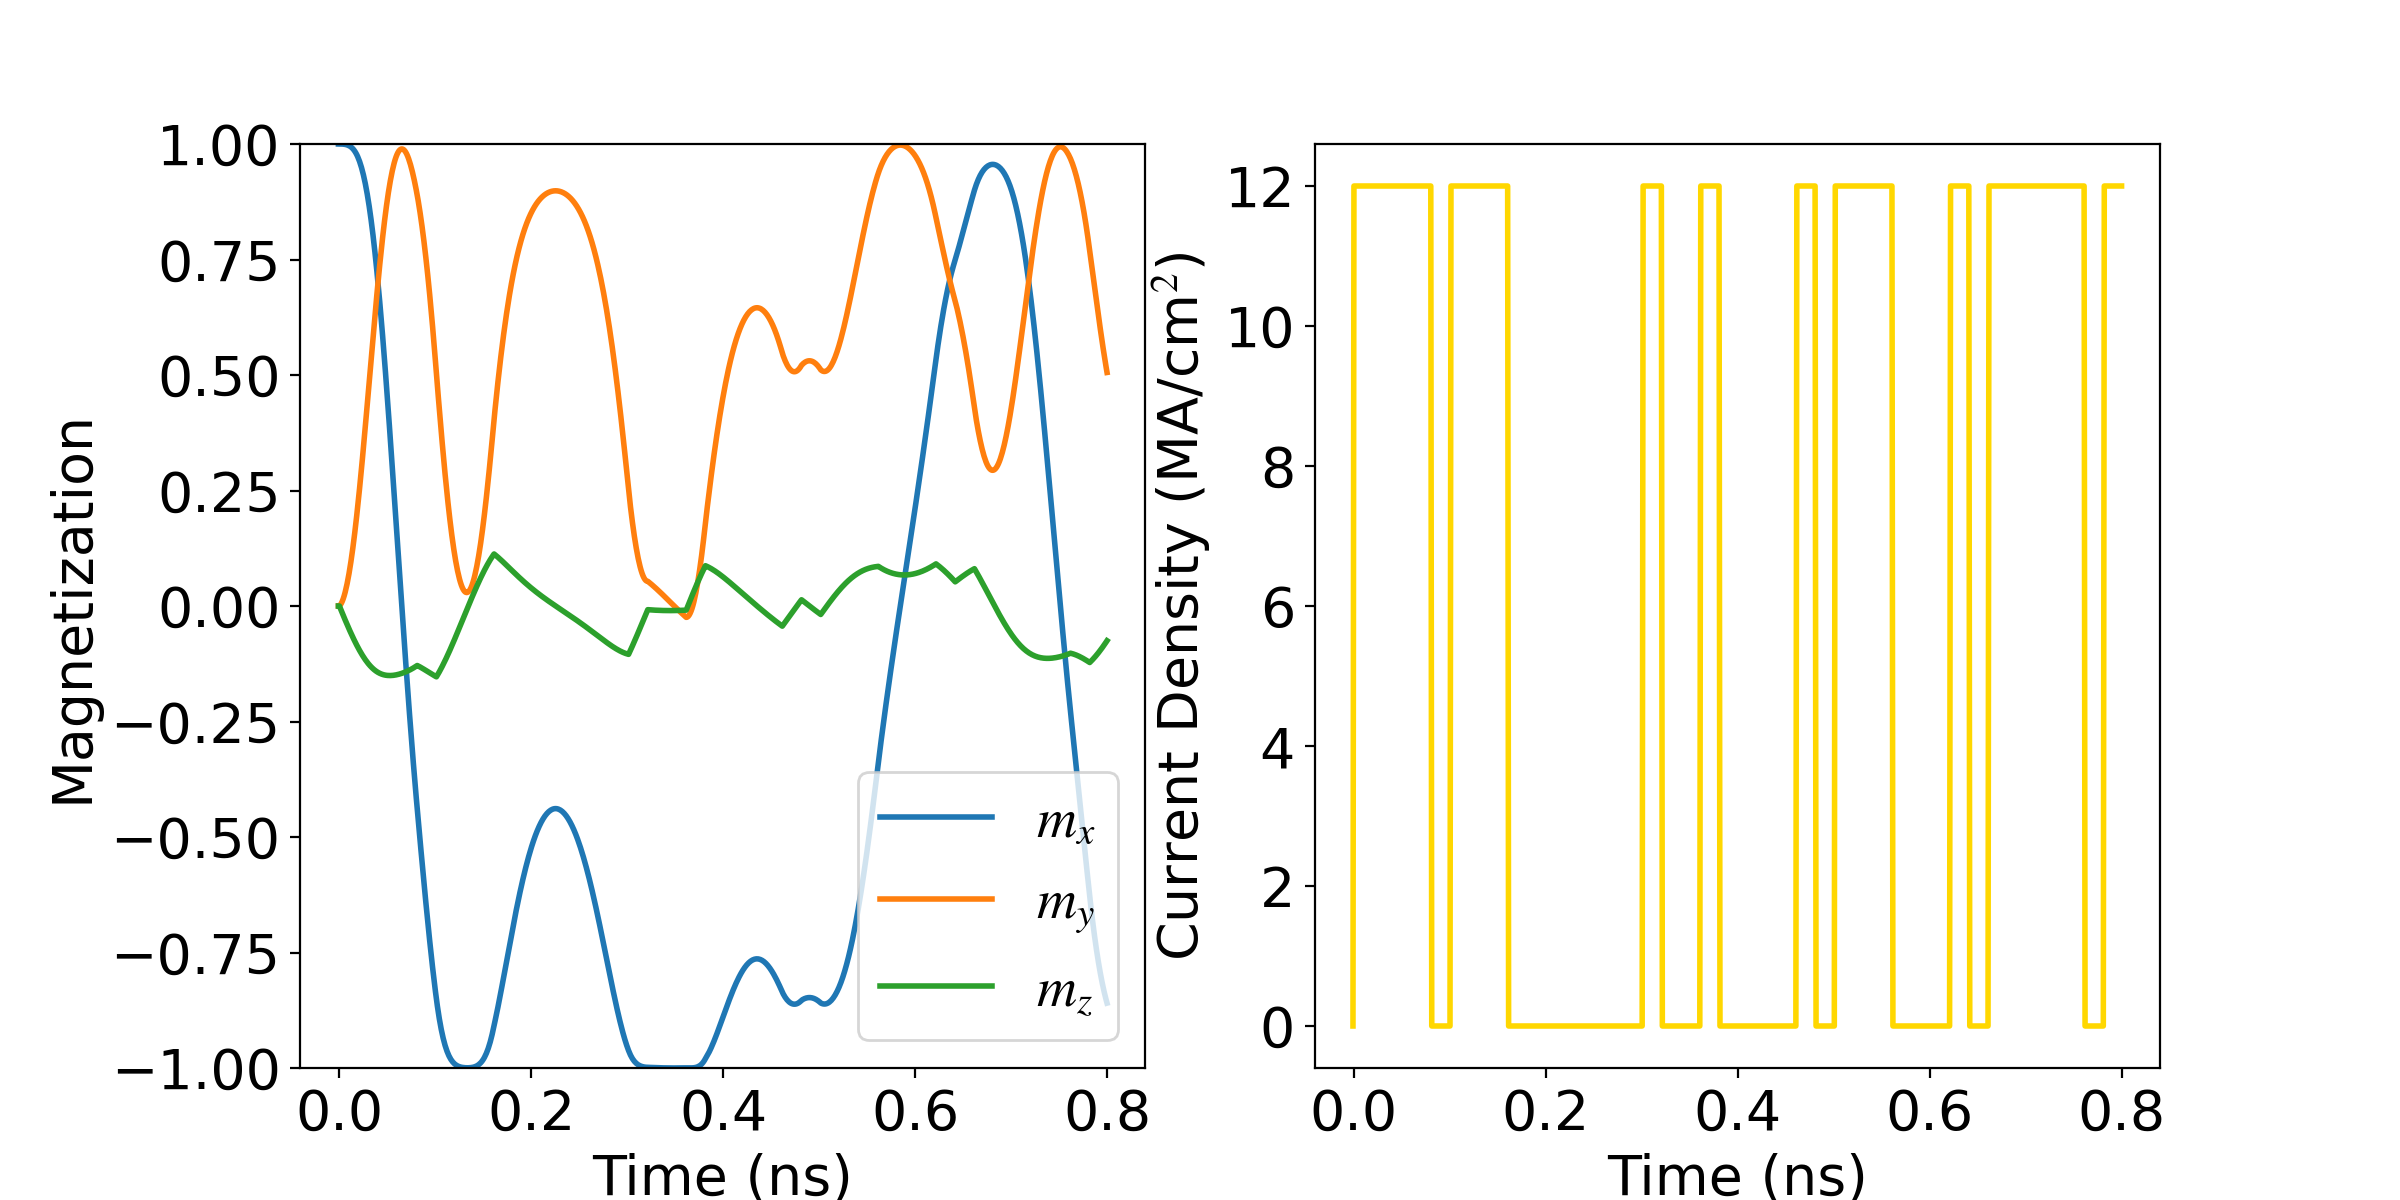 Magnetization
1.00
0.75
0.50
0.25
0.00
−0.25
−0.50
−0.75
−1.00
0.0 0.2 0.4 0.6 0.8
Time (ns)
m_x
m_y
m_z
Current Density (MA/cm²)
12
10
8
6
4
2
0
0.0 0.2 0.4 0.6 0.8
Time (ns)